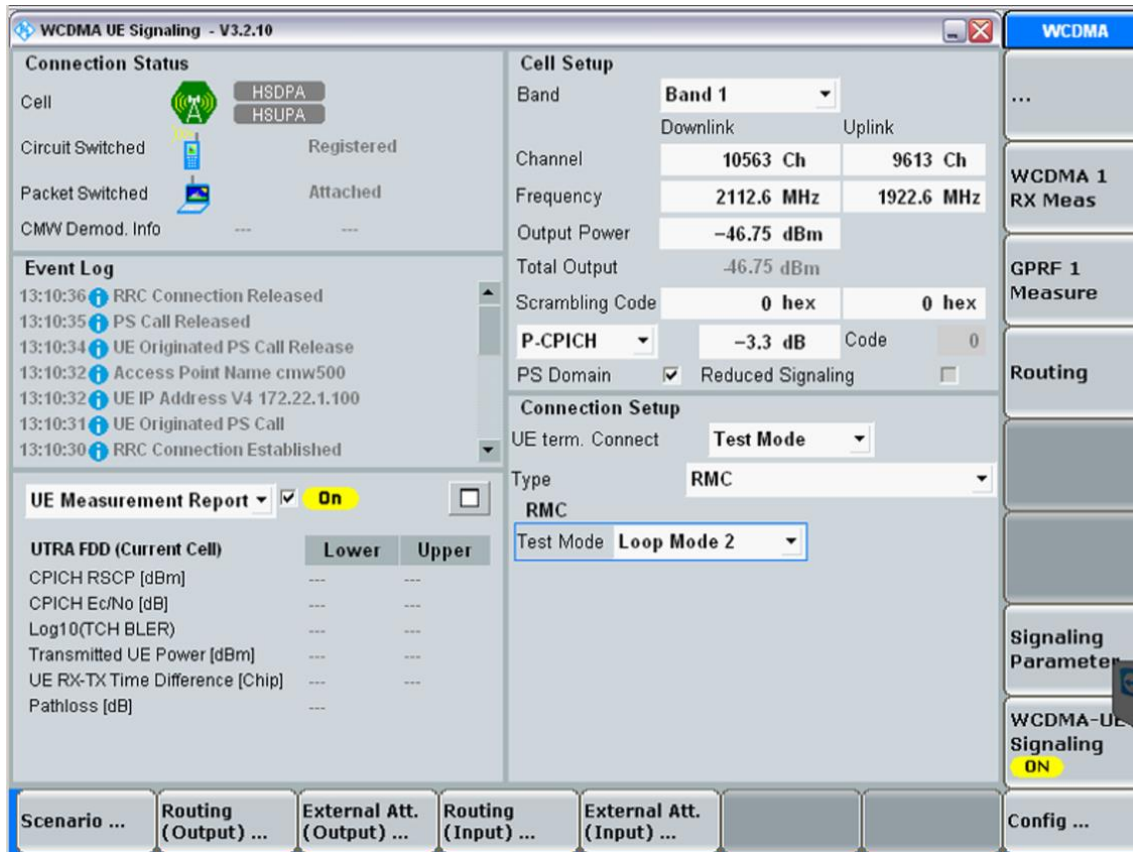 WCDMA UE Signaling - V3.2.10
WCDMA
Connection Status
Cell
HSDPA
HSUPA
Circuit Switched
Registered
Packet Switched
Attached
CMW Demod. Info --- ---
Event Log
13:10:36 RRC Connection Released
13:10:35 PS Call Released
13:10:34 UE Originated PS Call Release
13:10:32 Access Point Name cmw500
13:10:32 UE IP Address V4 172.22.1.100
13:10:31 UE Originated PS Call
13:10:30 RRC Connection Established
UE Measurement Report On
UTRA FDD (Current Cell) Lower Upper
CPICH RSCP [dBm] --- ---
CPICH Ec/No [dB] --- ---
Log10(TCH BLER) --- ---
Transmitted UE Power [dBm] --- ---
UE RX-TX Time Difference [Chip] --- ---
Pathloss [dB] ---
Cell Setup
Band Band 1
Downlink Uplink
Channel 10563 Ch 9613 Ch
Frequency 2112.6 MHz 1922.6 MHz
Output Power −46.75 dBm
Total Output -46.75 dBm
Scrambling Code 0 hex 0 hex
P-CPICH −3.3 dB Code 0
PS Domain Reduced Signaling
Connection Setup
UE term. Connect Test Mode
Type RMC
RMC
Test Mode Loop Mode 2
...
WCDMA 1
RX Meas
GPRF 1
Measure
Routing
Signaling
Parameter
WCDMA-UE
Signaling
ON
Scenario ...
Routing
(Output) ...
External Att.
(Output) ...
Routing
(Input) ...
External Att.
(Input) ...
Config ...